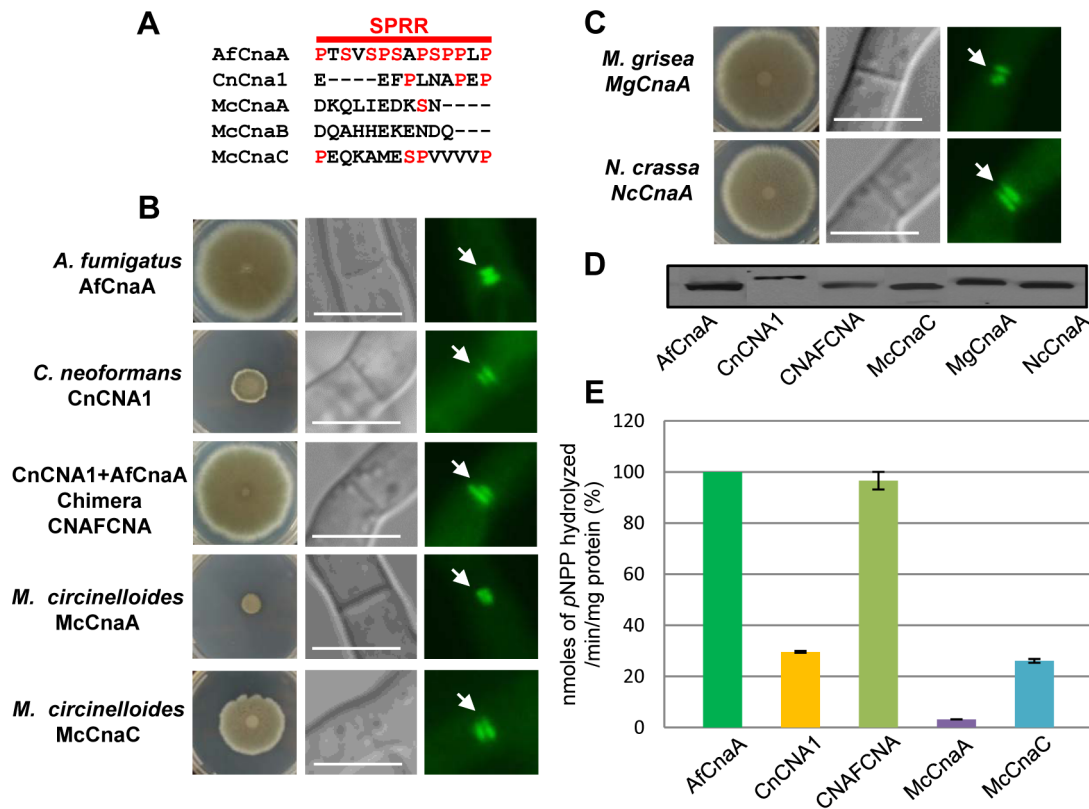 A
SPRR
AfCnaA PTSVSPSAPSPPLP
CnCna1 E----EFPLNAPEP
McCnaA DKQLIEDKSN----
McCnaB DQAHHEKENDQ---
McCnaC PEQKAMESPVVVVP
B
A. fumigatus
AfCnaA
C. neoformans
CnCNA1
CnCNA1+AfCnaA
Chimera
CNAFCNA
M. circinelloides
McCnaA
M. circinelloides
McCnaC
C
M. grisea
MgCnaA
N. crassa
NcCnaA
D
AfCnaA
CnCNA1
CNAFCNA
McCnaC
MgCnaA
NcCnaA
E
nmoles of pNPP hydrolyzed
/min/mg protein (%)
120
100
80
60
40
20
0
AfCnaA
CnCNA1
CNAFCNA
McCnaA
McCnaC